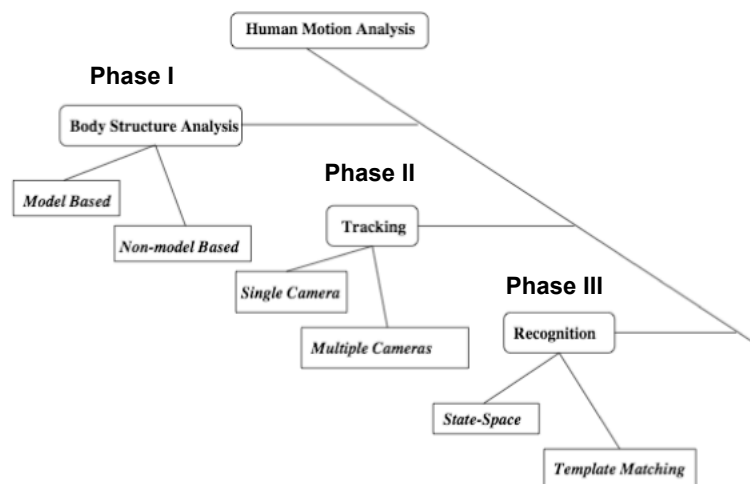 Human Motion Analysis
Phase I
Body Structure Analysis
Model Based
Non-model Based
Phase II
Tracking
Single Camera
Multiple Cameras
Phase III
Recognition
State-Space
Template Matching